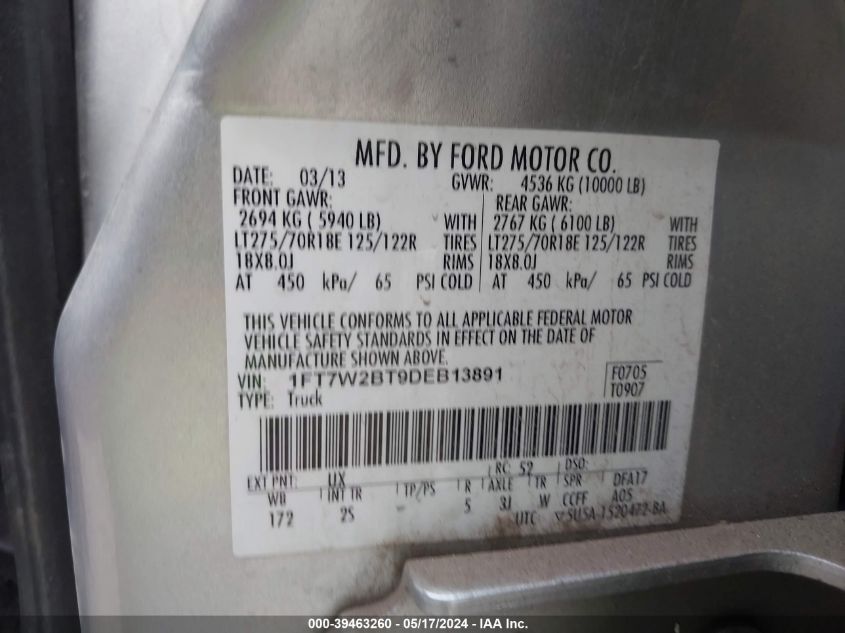 MFD. BY FORD MOTOR CO.
DATE: 03/13 GVWR: 4536 KG (10000 LB)
FRONT GAWR: REAR GAWR:
2694 KG ( 5940 LB) WITH 2767 KG ( 6100 LB) WITH
LT275/70R18E 125/122R TIRES LT275/70R18E 125/122R TIRES
18X8.0J RIMS 18X8.0J RIMS
AT 450 kPa/ 65 PSI COLD AT 450 kPa/ 65 PSI COLD
THIS VEHICLE CONFORMS TO ALL APPLICABLE FEDERAL MOTOR
VEHICLE SAFETY STANDARDS IN EFFECT ON THE DATE OF
MANUFACTURE SHOWN ABOVE.
VIN: 1FT7W2BT9DEB13891 F0705
TYPE: Truck T0907
EXT PNT: UX RC: 52 DSO:
WB INT TR TP/PS R AXLE TR SPR DFA17
172 2S 5 3J W CCFF A05
UTC 5U5A-1520472-BA
000-39463260 - 05/17/2024 - IAA Inc.